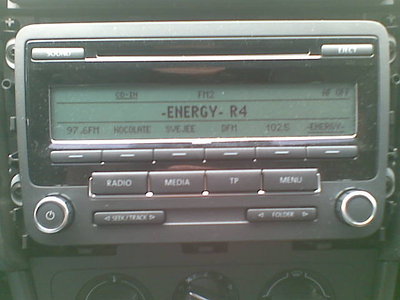 SOUND EJECT
CD-IN FM2 AF OFF
-ENERGY- R4
97.6FM NOCOLATE SVEJEE DFM 102.5 -ENERGY.
RADIO MEDIA TP MENU
◁ SEEK/TRACK ▷ ◁ FOLDER ▷